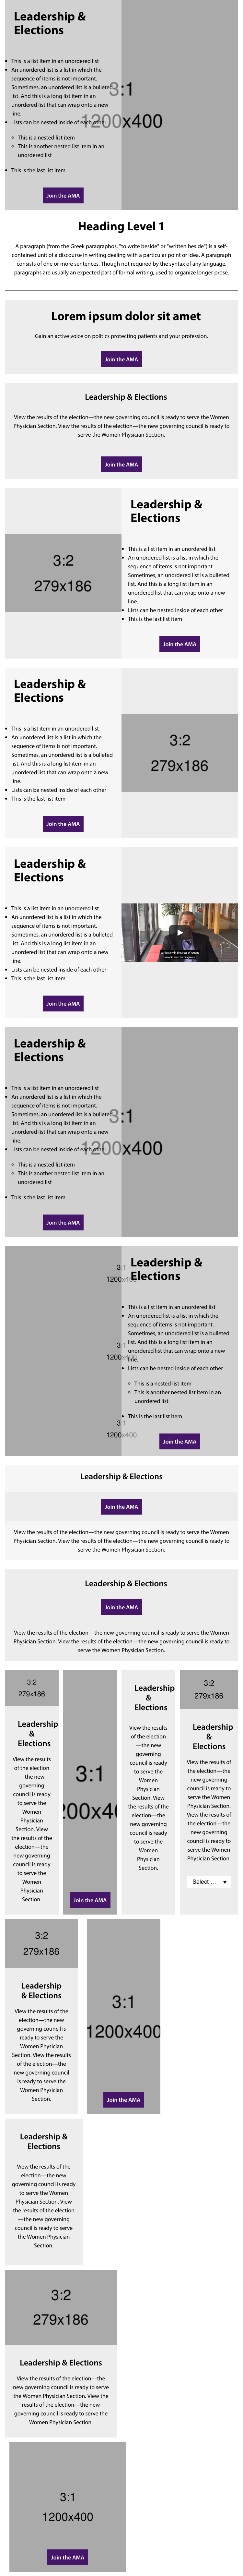 Leadership &
Elections
This is a list item in an unordered list
An unordered list is a list in which the
sequence of items is not important.
Sometimes, an unordered list is a bulleted
list. And this is a long list item in an
unordered list that can wrap onto a new
line.
Lists can be nested inside of each other
This is a nested list item
This is another nested list item in an
unordered list
This is the last list item
Join the AMA
3:1
1200x400
Heading Level 1
A paragraph (from the Greek paragraphos, "to write beside" or "written beside") is a self-
contained unit of a discourse in writing dealing with a particular point or idea. A paragraph
consists of one or more sentences. Though not required by the syntax of any language,
paragraphs are usually an expected part of formal writing, used to organize longer prose.
Lorem ipsum dolor sit amet
Gain an active voice on politics protecting patients and your profession.
Join the AMA
Leadership & Elections
View the results of the election—the new governing council is ready to serve the Women
Physician Section. View the results of the election—the new governing council is ready to
serve the Women Physician Section.
Join the AMA
3:2
279x186
Leadership &
Elections
This is a list item in an unordered list
An unordered list is a list in which the
sequence of items is not important.
Sometimes, an unordered list is a bulleted
list. And this is a long list item in an
unordered list that can wrap onto a new
line.
Lists can be nested inside of each other
This is the last list item
Join the AMA
Leadership &
Elections
This is a list item in an unordered list
An unordered list is a list in which the
sequence of items is not important.
Sometimes, an unordered list is a bulleted
list. And this is a long list item in an
unordered list that can wrap onto a new
line.
Lists can be nested inside of each other
This is the last list item
Join the AMA
3:2
279x186
Leadership &
Elections
This is a list item in an unordered list
An unordered list is a list in which the
sequence of items is not important.
Sometimes, an unordered list is a bulleted
list. And this is a long list item in an
unordered list that can wrap onto a new
line.
Lists can be nested inside of each other
This is the last list item
Join the AMA
Leadership &
Elections
This is a list item in an unordered list
An unordered list is a list in which the
sequence of items is not important.
Sometimes, an unordered list is a bulleted
list. And this is a long list item in an
unordered list that can wrap onto a new
line.
Lists can be nested inside of each other
This is a nested list item
This is another nested list item in an
unordered list
This is the last list item
Join the AMA
3:1
1200x400
3:1
1200x400
3:1
1200x400
3:1
1200x400
Leadership &
Elections
This is a list item in an unordered list
An unordered list is a list in which the
sequence of items is not important.
Sometimes, an unordered list is a bulleted
list. And this is a long list item in an
unordered list that can wrap onto a new
line.
Lists can be nested inside of each other
This is a nested list item
This is another nested list item in an
unordered list
This is the last list item
Join the AMA
Leadership & Elections
Join the AMA
View the results of the election—the new governing council is ready to serve the Women
Physician Section. View the results of the election—the new governing council is ready to
serve the Women Physician Section.
Leadership & Elections
Join the AMA
View the results of the election—the new governing council is ready to serve the Women
Physician Section. View the results of the election—the new governing council is ready to
serve the Women Physician Section.
3:2
279x186
Leadership
&
Elections
View the results
of the election
—the new
governing
council is ready
to serve the
Women
Physician
Section. View
the results of the
election—the
new governing
council is ready
to serve the
Women
Physician
Section.
3:1
1200x400
Join the AMA
Leadership
&
Elections
View the results
of the election
—the new
governing
council is ready
to serve the
Women
Physician
Section. View
the results of the
election—the
new governing
council is ready
to serve the
Women
Physician
Section.
3:2
279x186
Leadership
&
Elections
View the results of
the election—the
new governing
council is ready to
serve the Women
Physician Section.
View the results of
the election—the
new governing
council is ready to
serve the Women
Physician Section.
Select ...
3:2
279x186
Leadership
& Elections
View the results of the
election—the new
governing council is
ready to serve the
Women Physician
Section. View the results
of the election—the
new governing council
is ready to serve the
Women Physician
Section.
3:1
1200x400
Join the AMA
Leadership &
Elections
View the results of the
election—the new
governing council is ready
to serve the Women
Physician Section. View
the results of the election
—the new governing
council is ready to serve
the Women Physician
Section.
3:2
279x186
Leadership & Elections
View the results of the election—the
new governing council is ready to serve
the Women Physician Section. View the
results of the election—the new
governing council is ready to serve the
Women Physician Section.
3:1
1200x400
Join the AMA